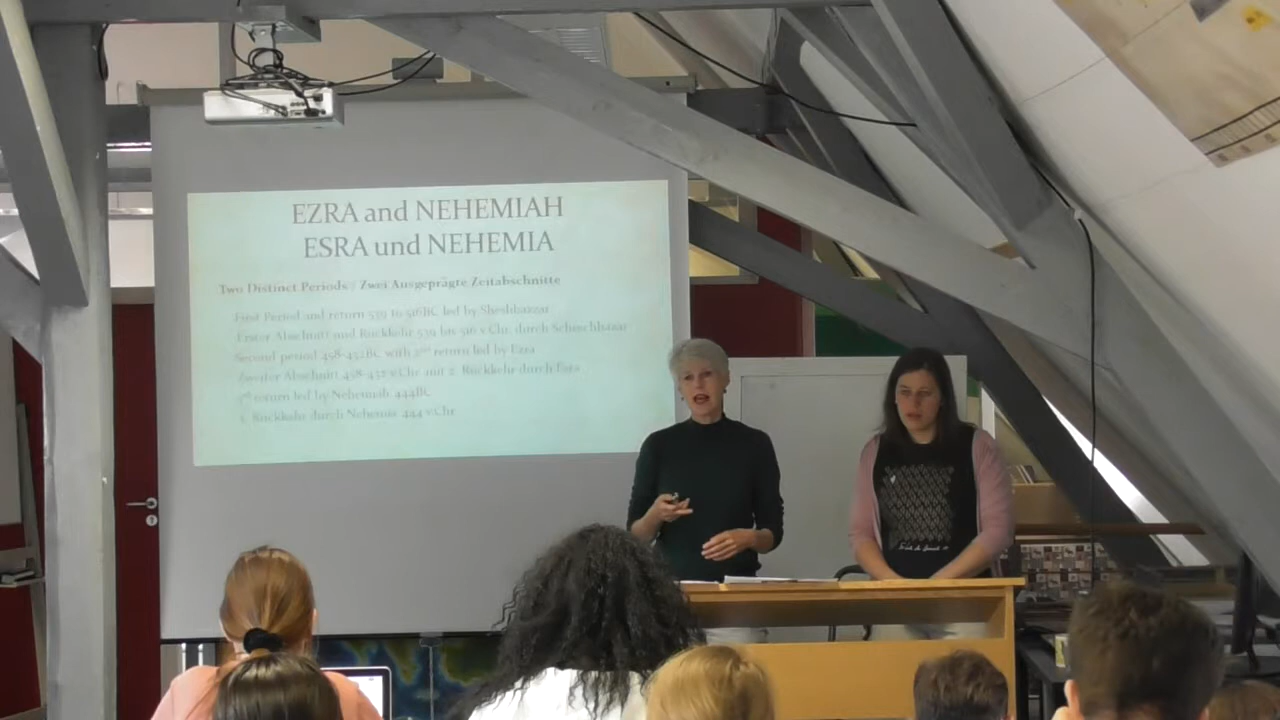 EZRA and NEHEMIAH
ESRA und NEHEMIA
Two Distinct Periods / Zwei Ausgeprägte Zeitabschnitte
First Period and return 539 to 516BC led by Sheshbazzar
Erster Abschnitt und Rückkehr 539 bis 516 v.Chr. durch
Second period 458-432BC with 2nd return led by Ezra
Zweiter Abschnitt 458-432 v.Chr mit 2. Rückkehr durch Esra
3rd return led by Nehemiah 444BC
3. Rückkehr durch Nehemia 444 v.Chr